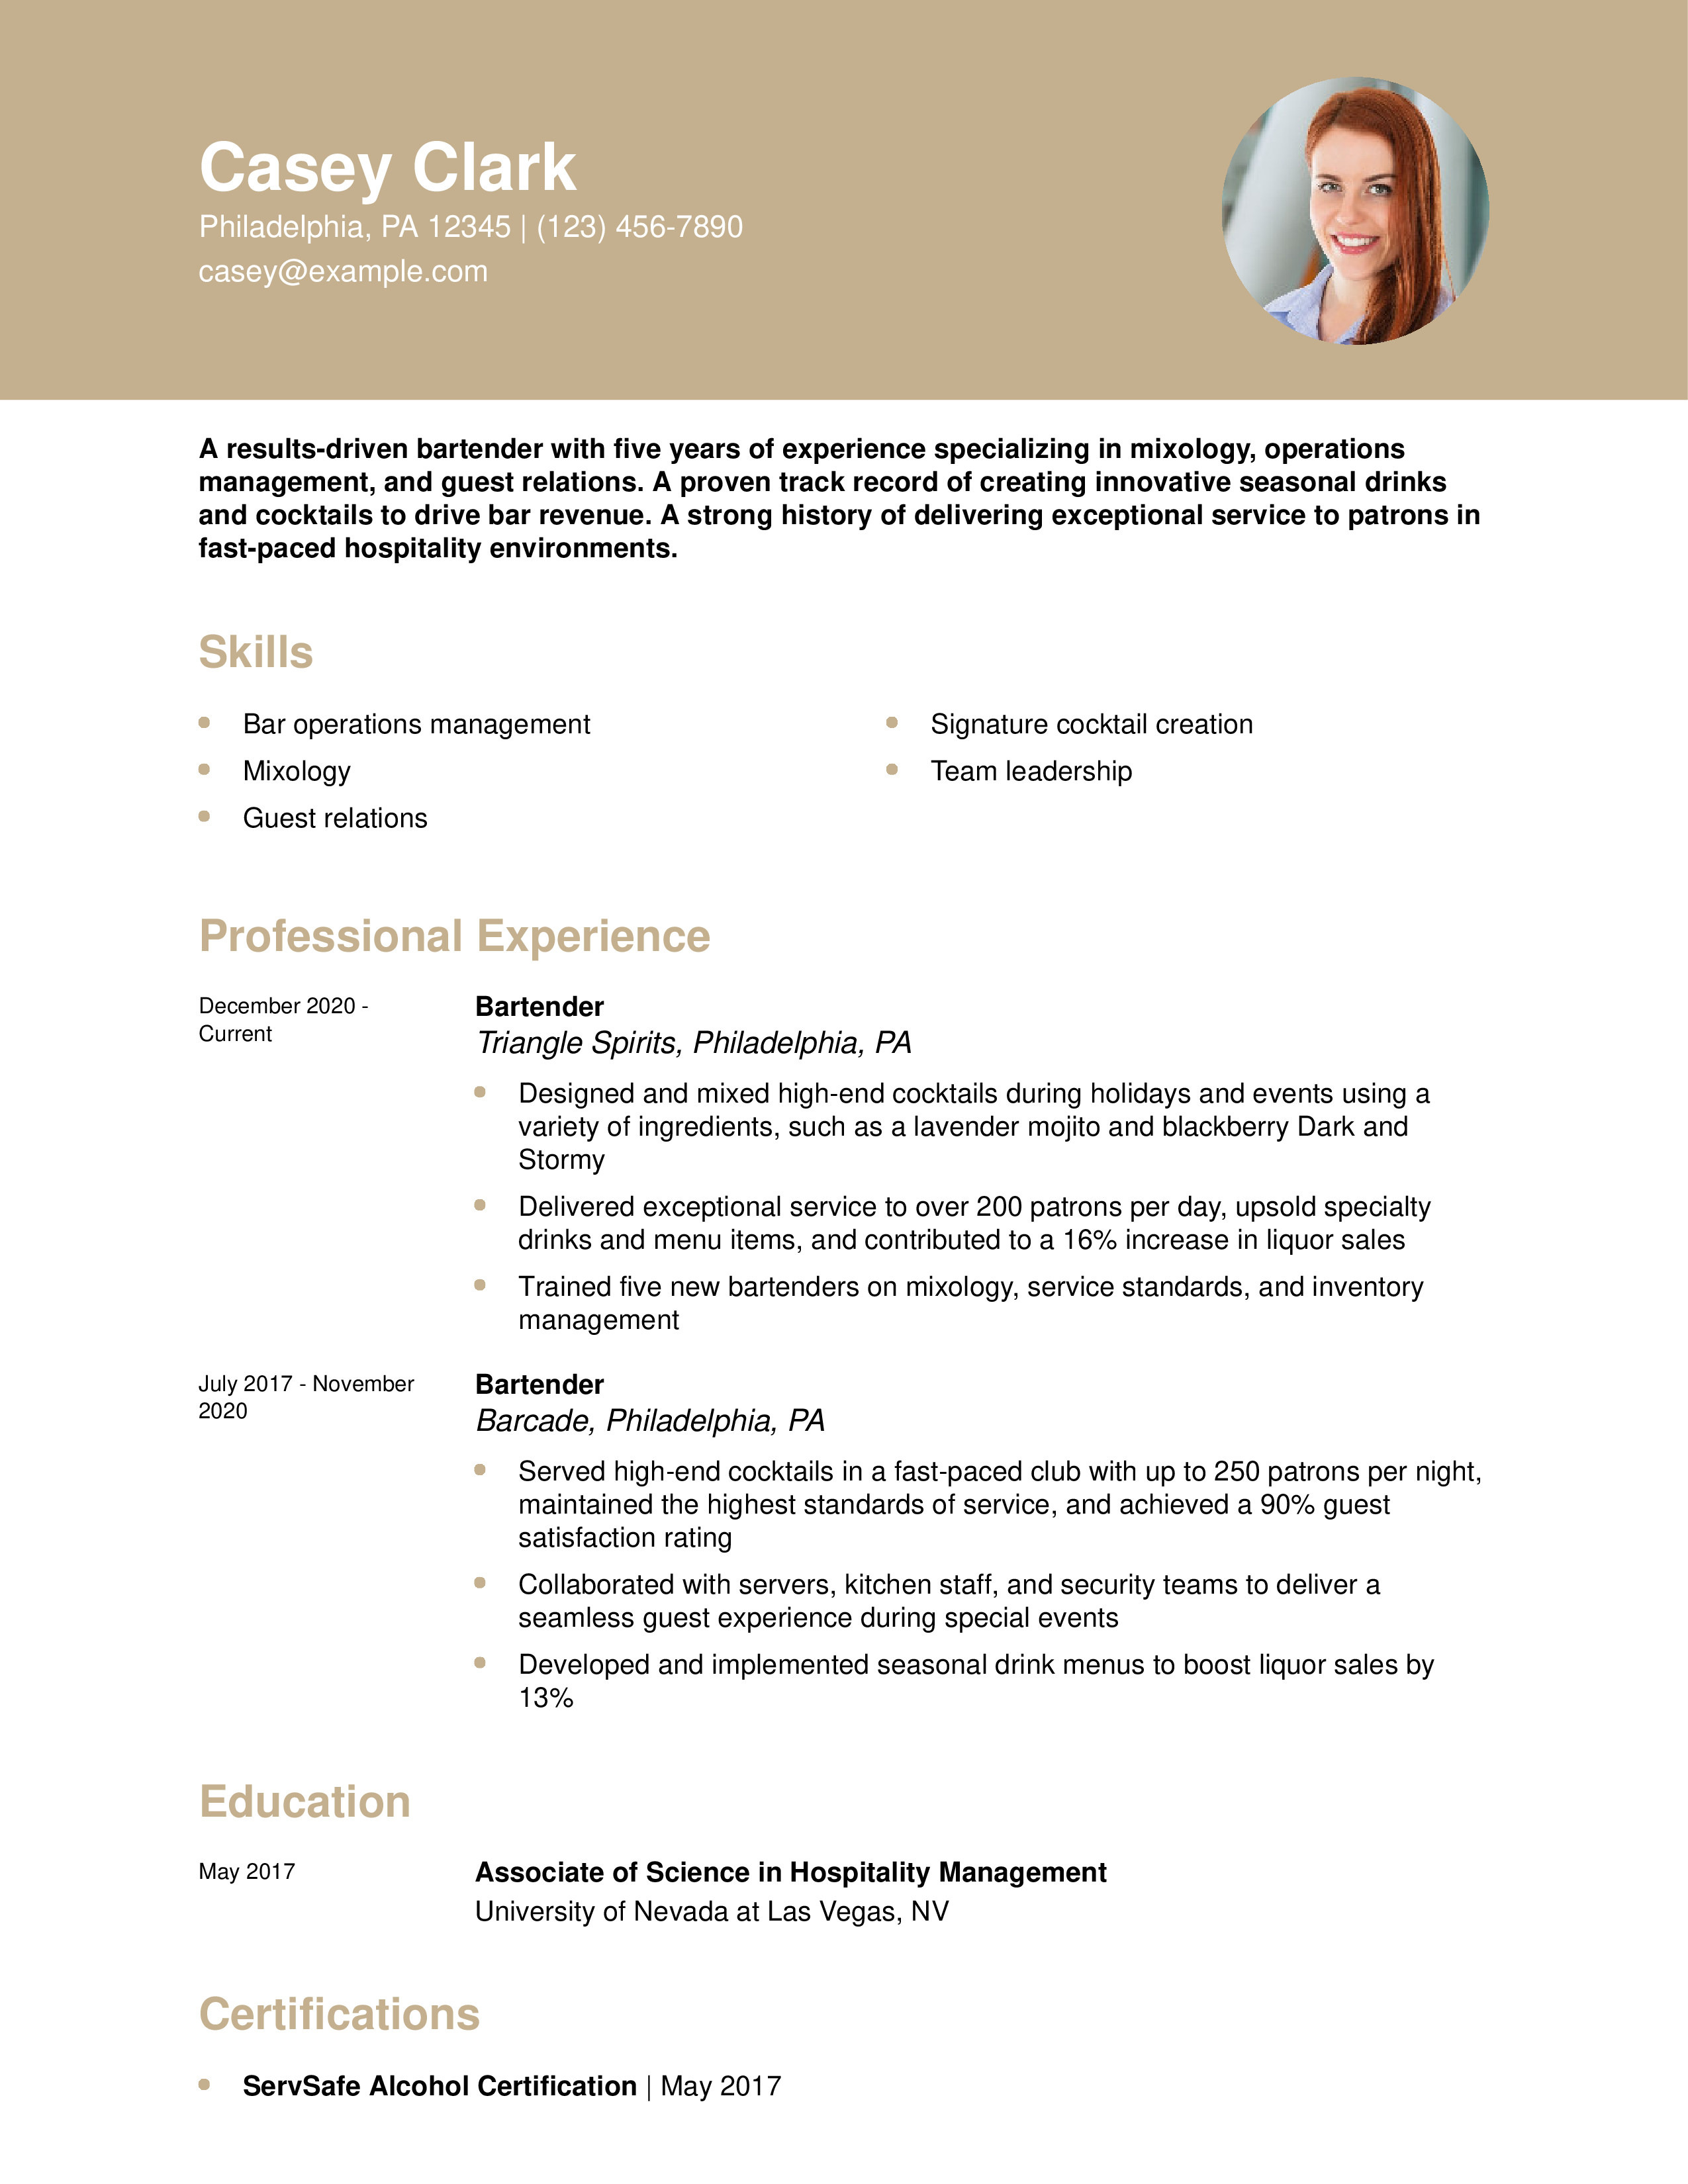 Casey Clark
Philadelphia, PA 12345 | (123) 456-7890
casey@example.com
A results-driven bartender with five years of experience specializing in mixology, operations
management, and guest relations. A proven track record of creating innovative seasonal drinks
and cocktails to drive bar revenue. A strong history of delivering exceptional service to patrons in
fast-paced hospitality environments.
Skills
Bar operations management
Mixology
Guest relations
Signature cocktail creation
Team leadership
Professional Experience
December 2020 -
Current
Bartender
Triangle Spirits, Philadelphia, PA
Designed and mixed high-end cocktails during holidays and events using a
variety of ingredients, such as a lavender mojito and blackberry Dark and
Stormy
Delivered exceptional service to over 200 patrons per day, upsold specialty
drinks and menu items, and contributed to a 16% increase in liquor sales
Trained five new bartenders on mixology, service standards, and inventory
management
July 2017 - November
2020
Bartender
Barcade, Philadelphia, PA
Served high-end cocktails in a fast-paced club with up to 250 patrons per night,
maintained the highest standards of service, and achieved a 90% guest
satisfaction rating
Collaborated with servers, kitchen staff, and security teams to deliver a
seamless guest experience during special events
Developed and implemented seasonal drink menus to boost liquor sales by
13%
Education
May 2017
Associate of Science in Hospitality Management
University of Nevada at Las Vegas, NV
Certifications
ServSafe Alcohol Certification | May 2017